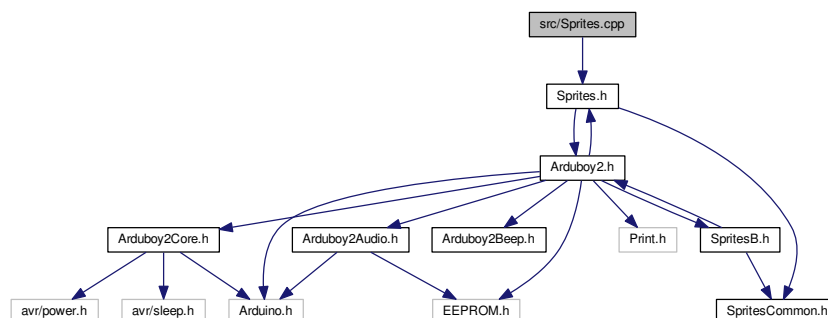 src/Sprites.cpp
Sprites.h
Arduboy2.h
Arduboy2Core.h
Arduboy2Audio.h
Arduboy2Beep.h
Print.h
SpritesB.h
avr/power.h
avr/sleep.h
Arduino.h
EEPROM.h
SpritesCommon.h